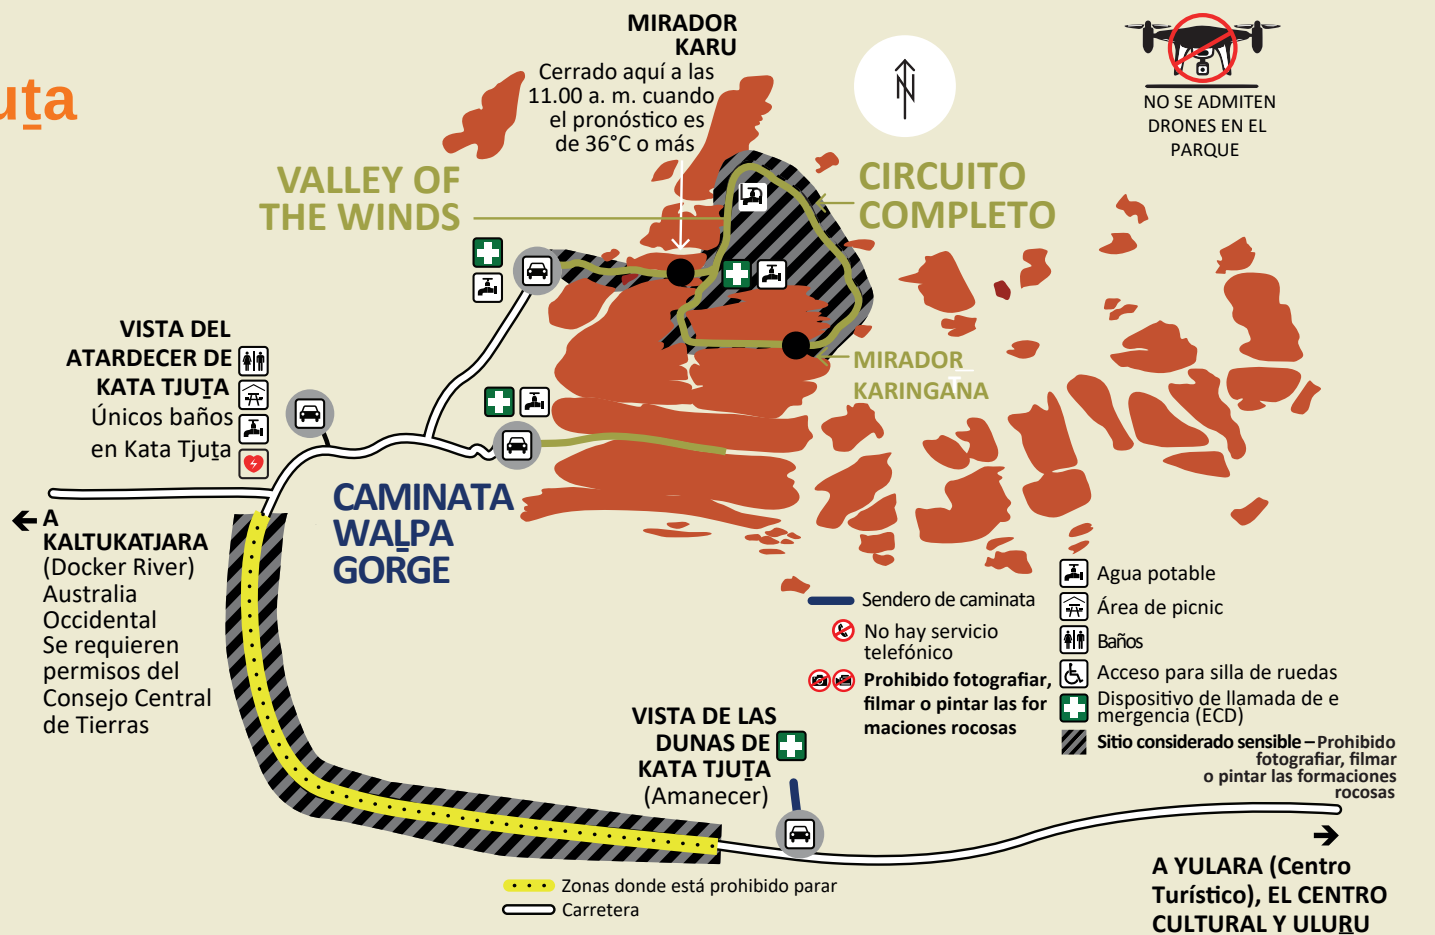 uṯa
MIRADOR
KARU
Cerrado aquí a las
11.00 a. m. cuando
el pronóstico es
de 36°C o más
N
NO SE ADMITEN
DRONES EN EL
PARQUE
VALLEY OF
THE WINDS
CIRCUITO
COMPLETO
VISTA DEL
ATARDECER DE
KATA TJUṮA
Únicos baños
en Kata Tjuṯa
MIRADOR
KARINGANA
CAMINATA
WAḺPA
GORGE
A
KALTUKATJARA
(Docker River)
Australia
Occidental
Se requieren
permisos del
Consejo Central
de Tierras
Sendero de caminata
No hay servicio
telefónico
Prohibido fotografiar,
filmar o pintar las for
maciones rocosas
Agua potable
Área de picnic
Baños
Acceso para silla de ruedas
Dispositivo de llamada de e
mergencia (ECD)
Sitio considerado sensible – Prohibido
fotografiar, filmar
o pintar las formaciones
rocosas
VISTA DE LAS
DUNAS DE
KATA TJUṮA
(Amanecer)
Zonas donde está prohibido parar
Carretera
A YULARA (Centro
Turístico), EL CENTRO
CULTURAL Y ULUṞU